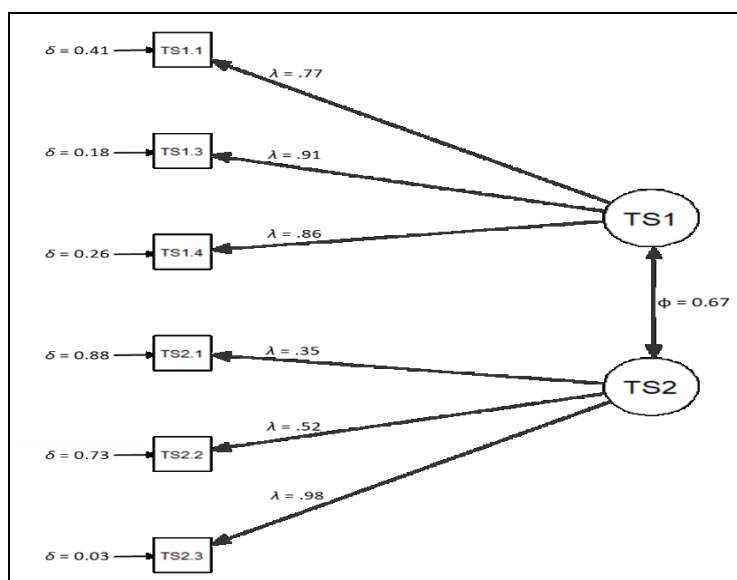 δ = 0.41 TS1.1
λ = .77
δ = 0.18 TS1.3
λ = .91
TS1
λ = .86
δ = 0.26 TS1.4
ϕ = 0.67
δ = 0.88 TS2.1
λ = .35
TS2
λ = .52
δ = 0.73 TS2.2
λ = .98
δ = 0.03 TS2.3